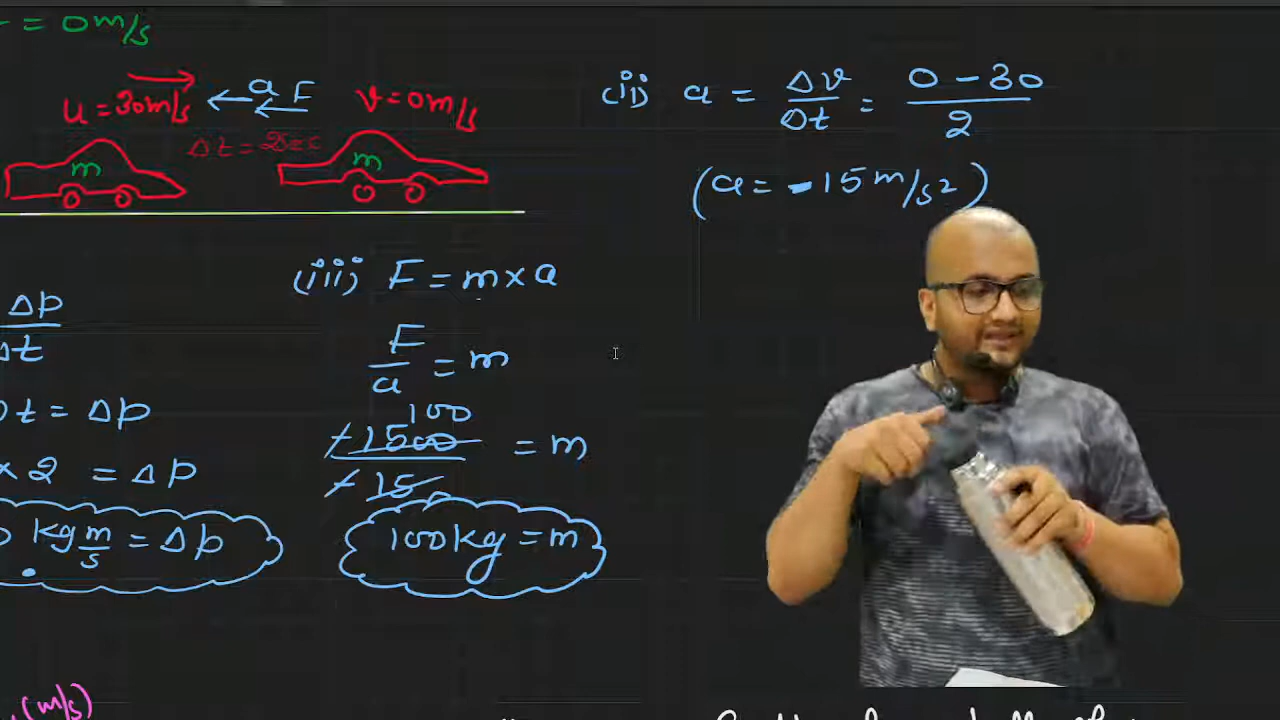 = 0m/s
u = 30m/s
a F
v = 0m/s
Δt = 2sec
m
m
(ii) a = Δv/Δt = 0 - 30/2
(a = -15 m/s²)
(iii) F = m x a
Δp/Δt
F/a = m
t = Δp
100
-1500/-15 = m
x 2 = Δp
kg m/s = Δp
100kg = m
(m/s)